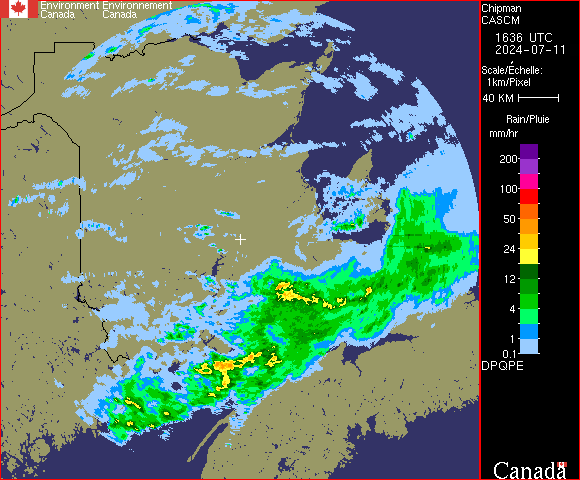 Environment Environnement
Canada Canada
Chipman
CASCM
1636 UTC
2024-07-11
Scale/Échelle:
1km/Pixel
40 KM
Rain/Pluie
mm/hr
200
100
50
24
12
4
1
0.1
DPQPE
Canada